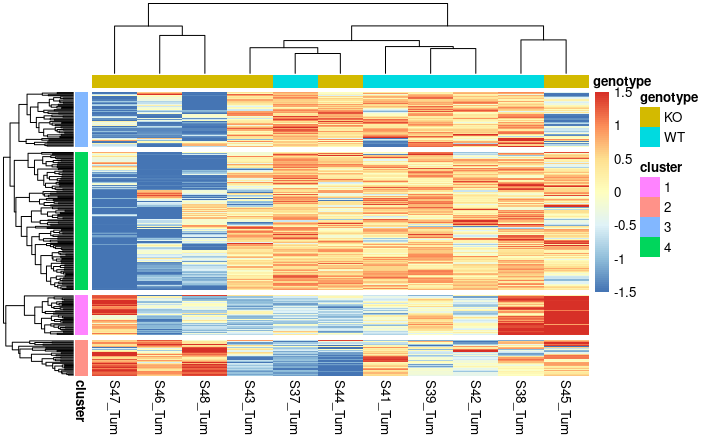 genotype
1.5
1
0.5
0
-0.5
-1
-1.5
genotype
KO
WT
cluster
1
2
3
4
cluster
S47_Tum
S46_Tum
S48_Tum
S43_Tum
S37_Tum
S44_Tum
S41_Tum
S39_Tum
S42_Tum
S38_Tum
S45_Tum